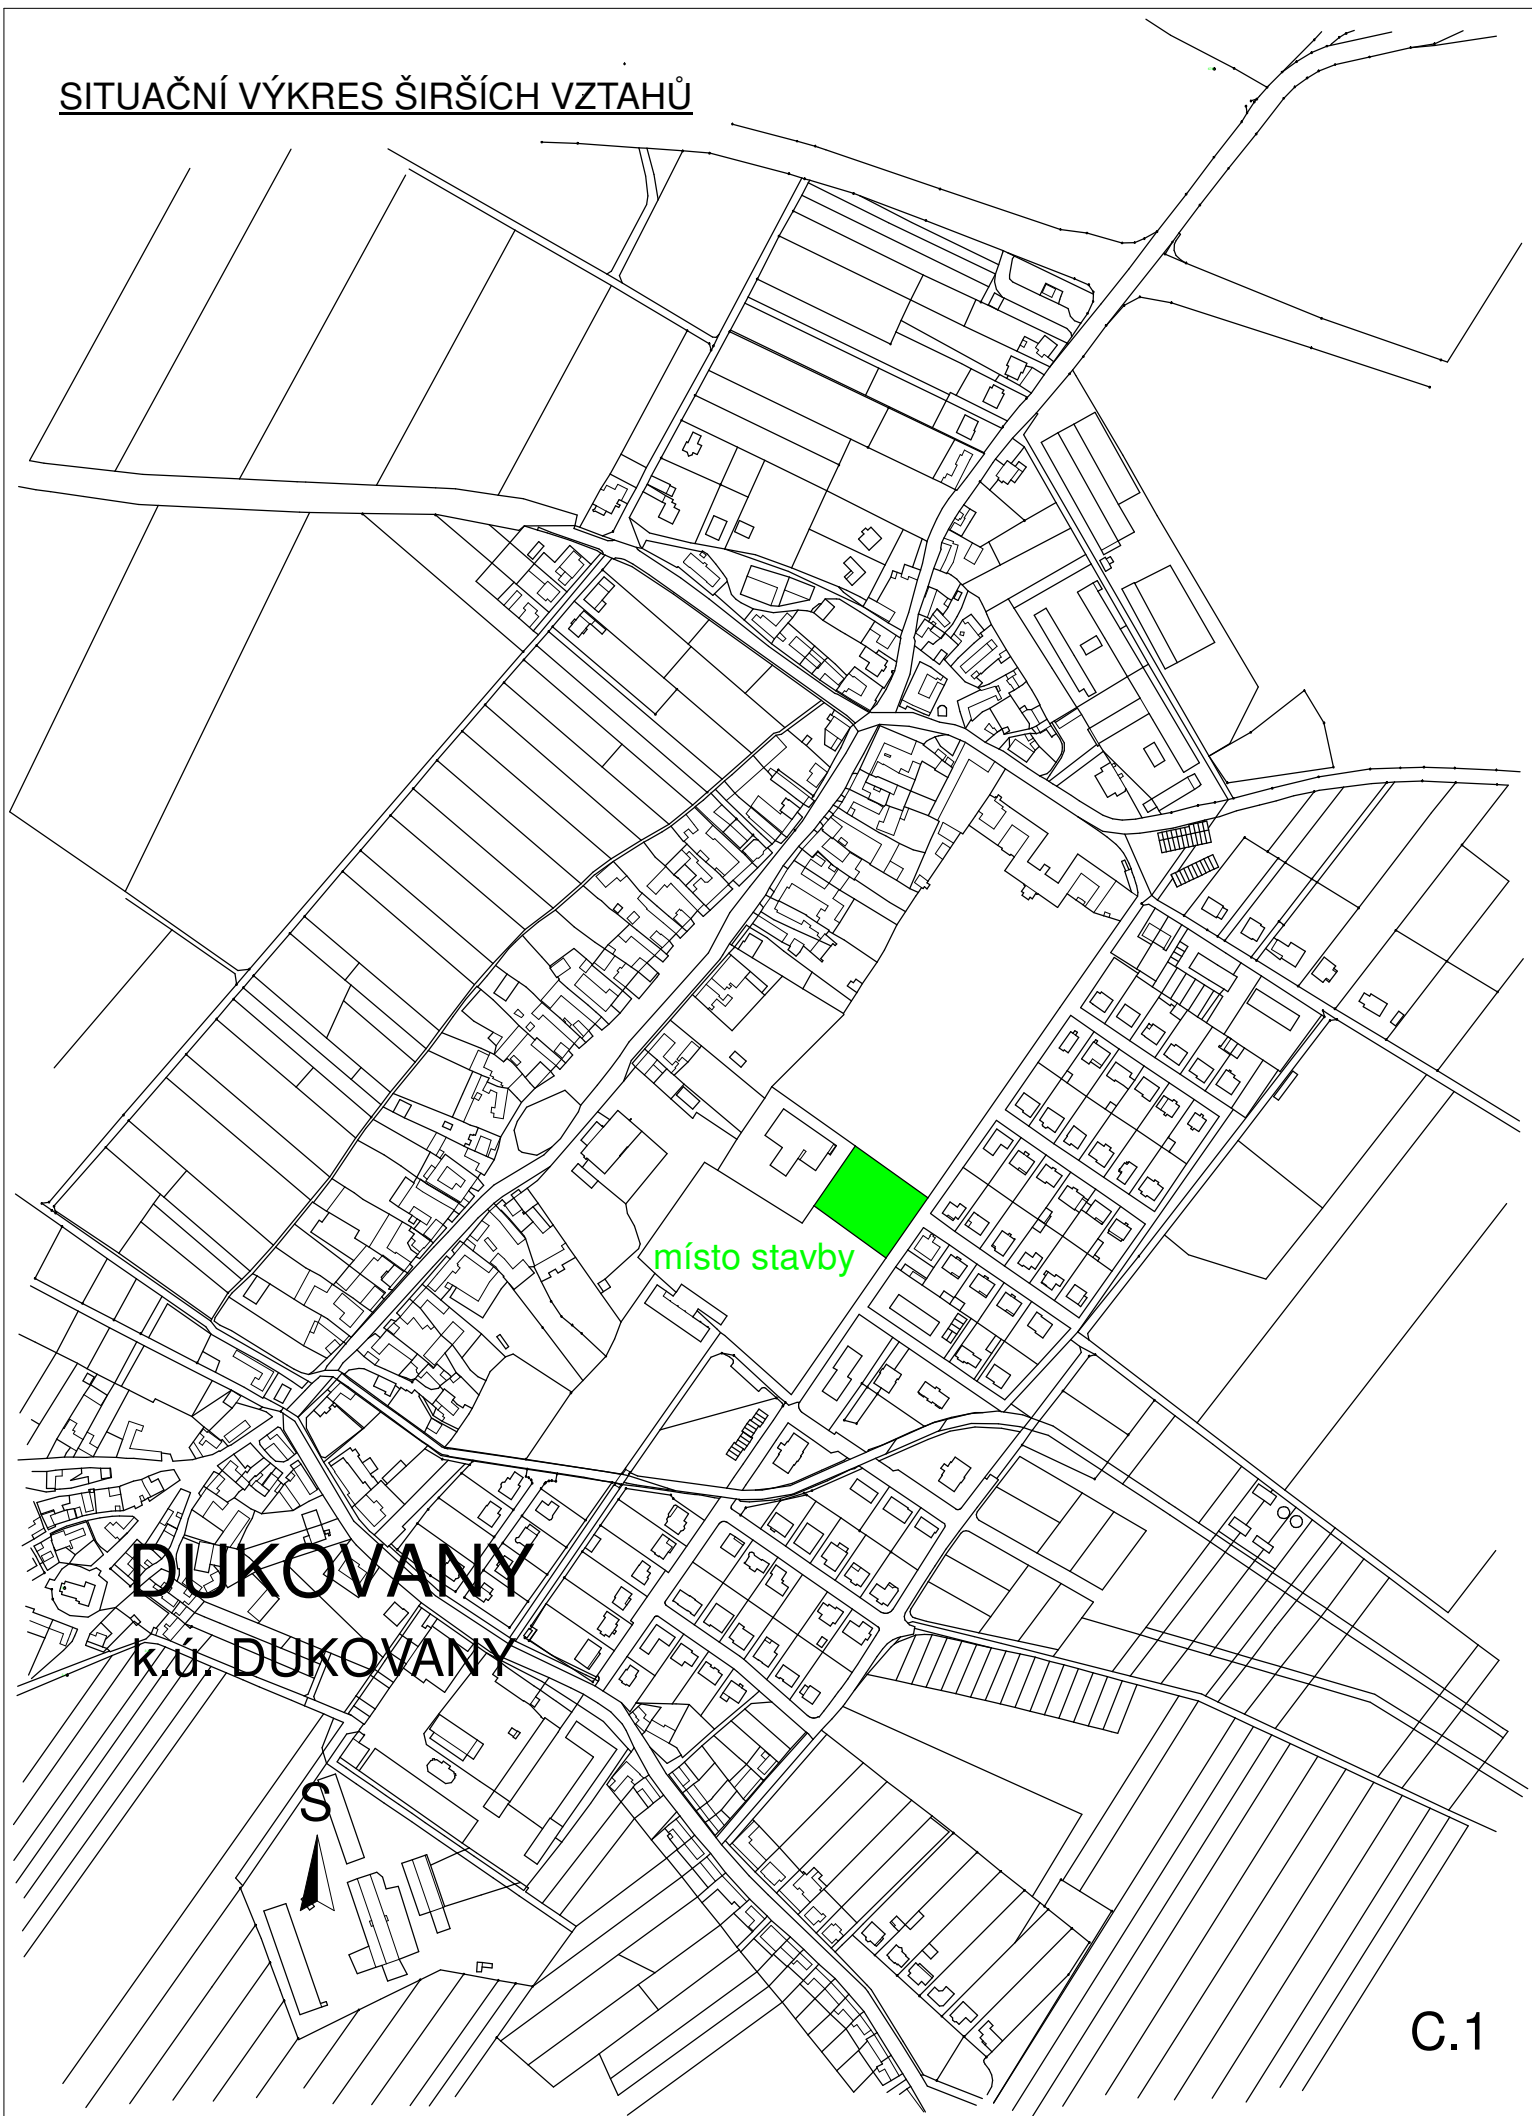 SITUAČNÍ VÝKRES ŠIRŠÍCH VZTAHŮ
místo stavby
DUKOVANY
k.ú. DUKOVANY
S
C.1